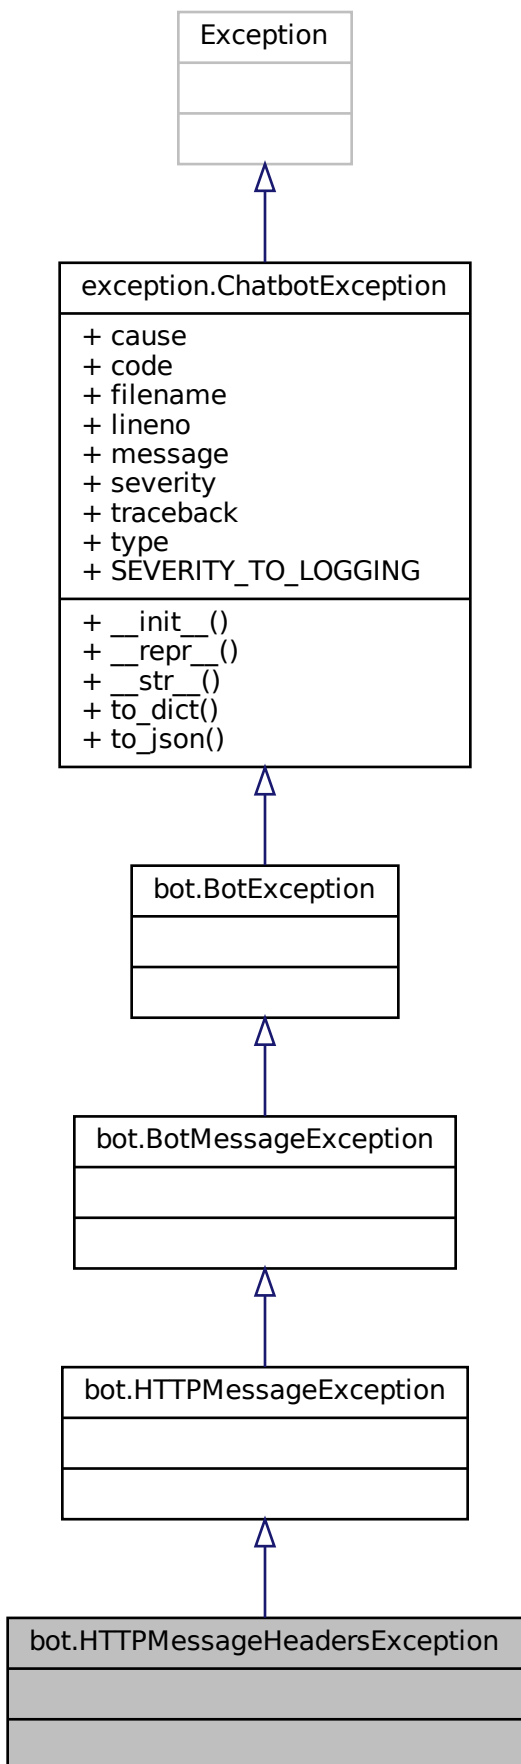 Exception
exception.ChatbotException
+ cause
+ code
+ filename
+ lineno
+ message
+ severity
+ traceback
+ type
+ SEVERITY_TO_LOGGING
+ __init__()
+ __repr__()
+ __str__()
+ to_dict()
+ to_json()
bot.BotException
bot.BotMessageException
bot.HTTPMessageException
bot.HTTPMessageHeadersException